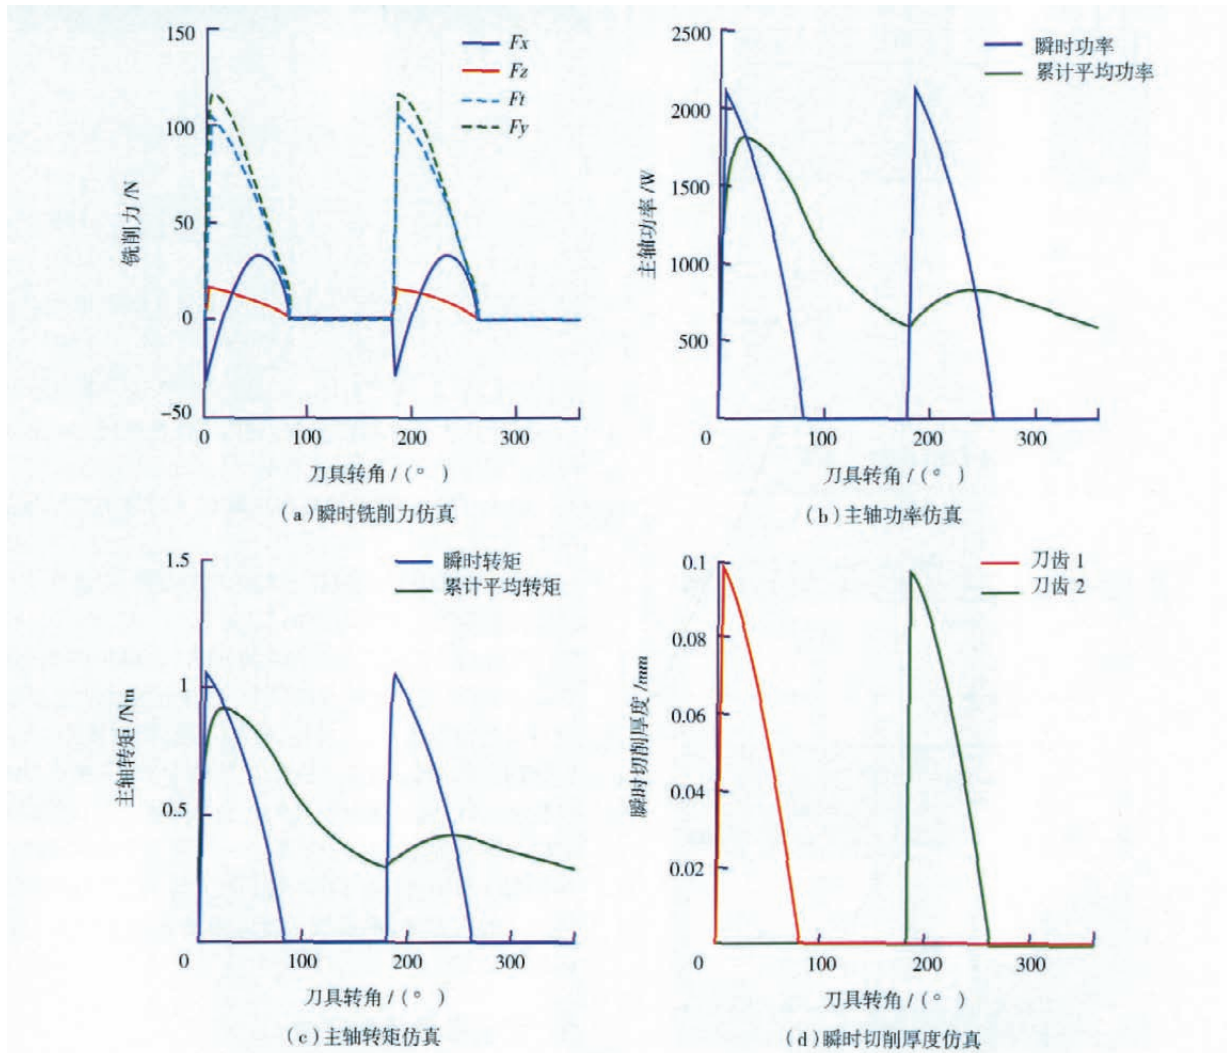 150
100
50
0
-50
0
100
200
300
铣削力/N
Fx
Fz
Ft
Fy
刀具转角/(°)
(a)瞬时铣削力仿真
2500
2000
1500
1000
500
0
100
200
300
主轴功率/W
瞬时功率
累计平均功率
刀具转角/(°)
(b)主轴功率仿真
1.5
1
0.5
0
100
200
300
主轴转矩/Nm
瞬时转矩
累计平均转矩
刀具转角/(°)
(c)主轴转矩仿真
0.1
0.08
0.06
0.04
0.02
0
100
200
300
瞬时切削厚度/mm
刀齿1
刀齿2
刀具转角/(°)
(d)瞬时切削厚度仿真